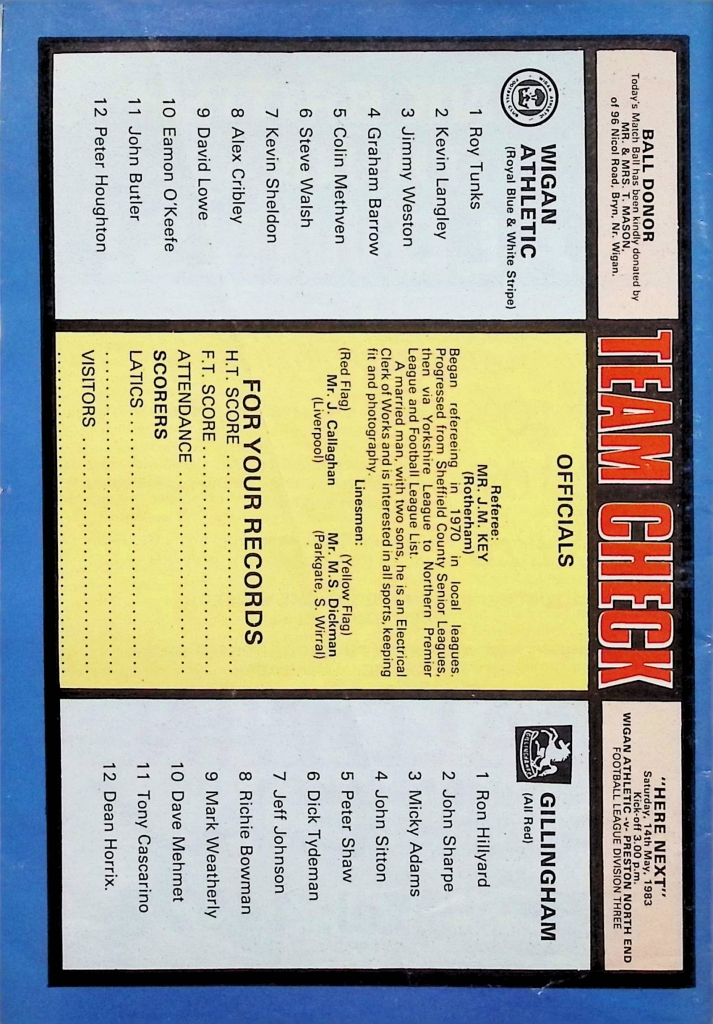 BALL DONOR
Today's Match Ball has been kindly donated by
MR. & MRS. T. MASON,
of 96 Nicol Road, Bryn, Nr. Wigan.
TEAM CHECK
"HERE NEXT"
Saturday, 14th May, 1983
Kick-off 3.00 p.m.
WIGAN ATHLETIC -v- PRESTON NORTH END
FOOTBALL LEAGUE DIVISION THREE
WIGAN
ATHLETIC
(Royal Blue & White Stripe)
1 Roy Tunks
2 Kevin Langley
3 Jimmy Weston
4 Graham Barrow
5 Colin Methven
6 Steve Walsh
7 Kevin Sheldon
8 Alex Cribley
9 David Lowe
10 Eamon O'Keefe
11 John Butler
12 Peter Houghton
OFFICIALS
Referee:
MR. J.M. KEY
(Rotherham)
Began refereeing in 1970 in local leagues.
Progressed from Sheffield County Senior Leagues,
then via Yorkshire League to Northern Premier
League and Football League List.
A married man, with two sons, he is an Electrical
Clerk of Works and is interested in all sports, keeping
fit and photography.
Linesmen:
(Red Flag) (Yellow Flag)
Mr. J. Callaghan Mr. M.S. Dickman
(Liverpool) (Parkgate, S. Wirral)
FOR YOUR RECORDS
H.T. SCORE
F.T. SCORE
ATTENDANCE
SCORERS
LATICS
VISITORS
GILLINGHAM
(All Red)
1 Ron Hillyard
2 John Sharpe
3 Micky Adams
4 John Sitton
5 Peter Shaw
6 Dick Tydeman
7 Jeff Johnson
8 Richie Bowman
9 Mark Weatherly
10 Dave Mehmet
11 Tony Cascarino
12 Dean Horrix.